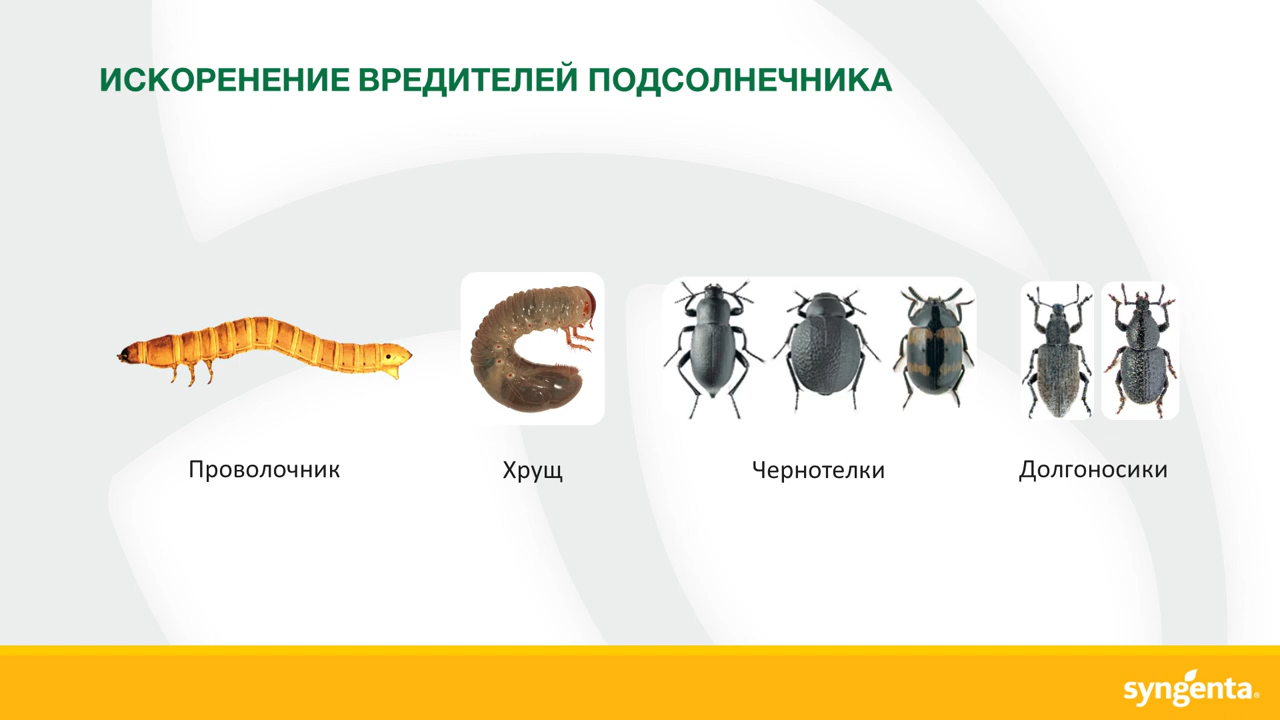 ИСКОРЕНЕНИЕ ВРЕДИТЕЛЕЙ ПОДСОЛНЕЧНИКА
Проволочник
Хрущ
Чернотелки
Долгоносики
syngenta